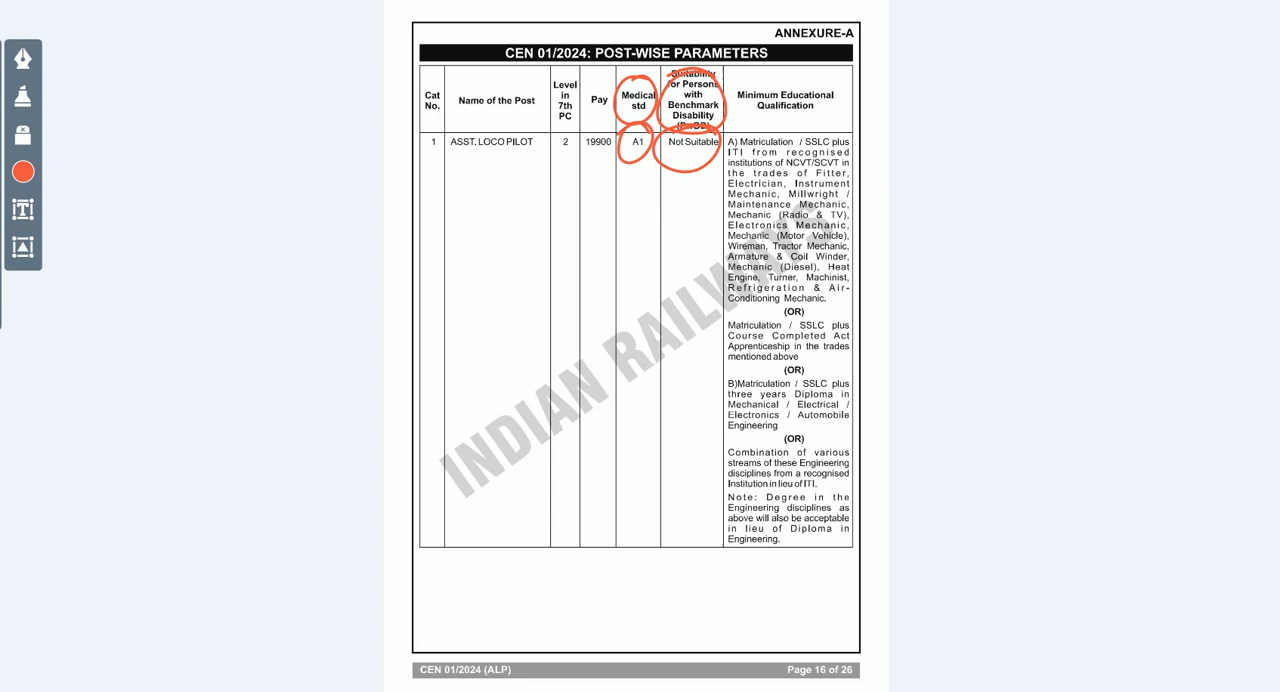 ANNEXURE-A
CEN 01/2024: POST-WISE PARAMETERS
Cat
No.
Name of the Post
Level
in
7th
PC
Pay
Medical
std
Suitability
for Persons
with
Benchmark
Disability
Minimum Educational
Qualification
1
ASST. LOCO PILOT
2
19900
A1
Not Suitable
A) Matriculation / SSLC plus
ITI from recognised
institutions of NCVT/SCVT in
the trades of Fitter,
Electrician, Instrument
Mechanic, Millwright /
Maintenance Mechanic,
Mechanic (Radio & TV),
Electronics Mechanic,
Mechanic (Motor Vehicle),
Wireman, Tractor Mechanic,
Armature & Coil Winder,
Mechanic (Diesel), Heat
Engine, Turner, Machinist,
Refrigeration & Air-
Conditioning Mechanic.
(OR)
Matriculation / SSLC plus
Course Completed Act
Apprenticeship in the trades
mentioned above
(OR)
B)Matriculation / SSLC plus
three years Diploma in
Mechanical / Electrical /
Electronics / Automobile
Engineering
(OR)
Combination of various
streams of these Engineering
disciplines from a recognised
Institution in lieu of ITI.
Note: Degree in the
Engineering disciplines as
above will also be acceptable
in lieu of Diploma in
Engineering.
INDIAN RAILWAYS
CEN 01/2024 (ALP)
Page 16 of 26